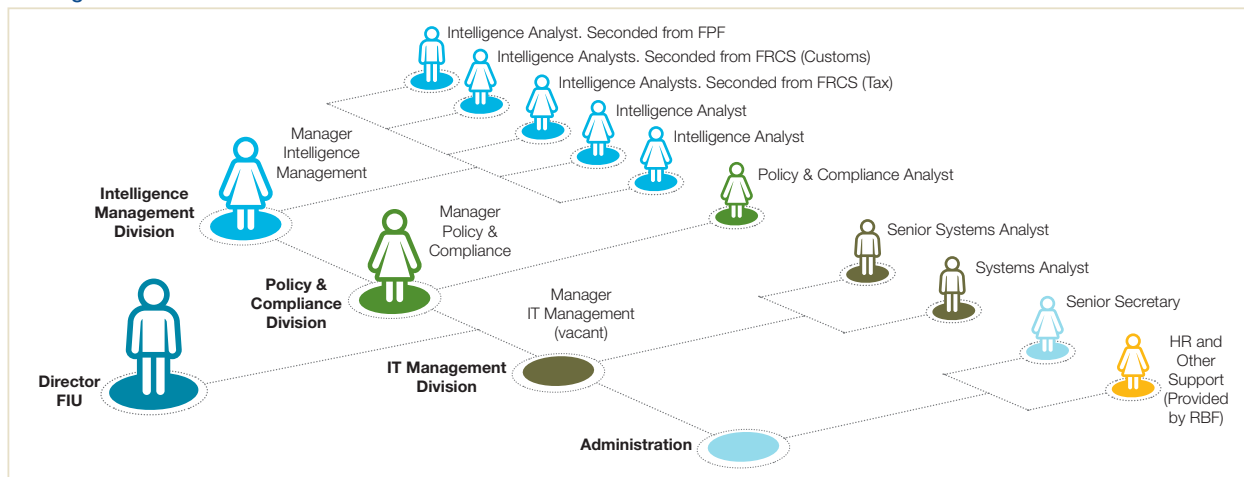 Intelligence Analyst. Seconded from FPF
Intelligence Analysts. Seconded from FRCS (Customs)
Intelligence Analysts. Seconded from FRCS (Tax)
Intelligence Analyst
Intelligence Analyst
Manager
Intelligence
Management
Intelligence
Management
Division
Policy & Compliance Analyst
Manager
Policy &
Compliance
Policy &
Compliance
Division
Senior Systems Analyst
Systems Analyst
Manager
IT Management
(vacant)
IT Management
Division
Director
FIU
Senior Secretary
HR and
Other
Support
(Provided
by RBF)
Administration